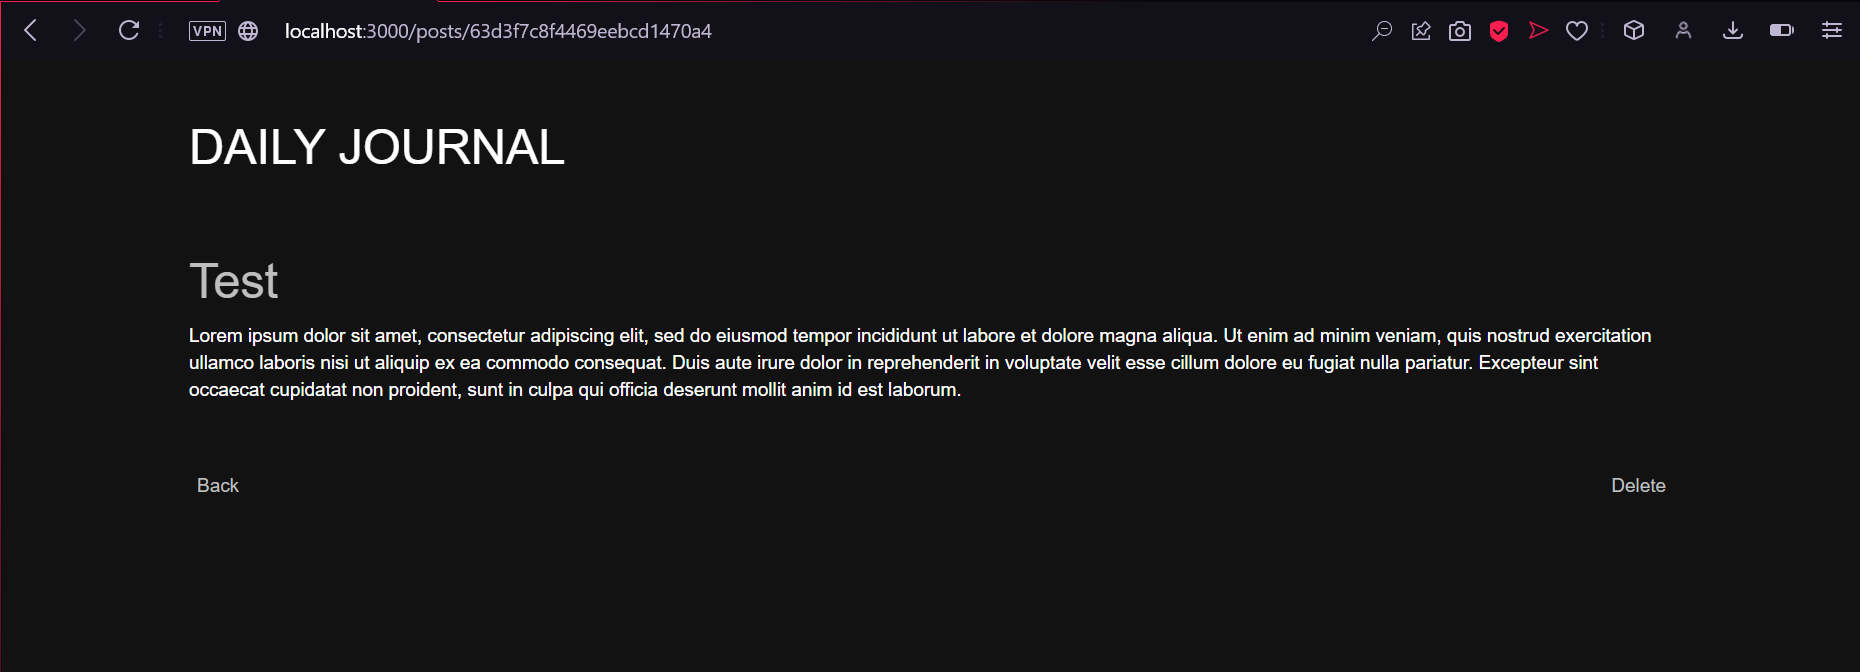 VPN localhost:3000/posts/63d3f7c8f4469eebcd1470a4
DAILY JOURNAL
Test
Lorem ipsum dolor sit amet, consectetur adipiscing elit, sed do eiusmod tempor incididunt ut labore et dolore magna aliqua. Ut enim ad minim veniam, quis nostrud exercitation
ullamco laboris nisi ut aliquip ex ea commodo consequat. Duis aute irure dolor in reprehenderit in voluptate velit esse cillum dolore eu fugiat nulla pariatur. Excepteur sint
occaecat cupidatat non proident, sunt in culpa qui officia deserunt mollit anim id est laborum.
Back Delete